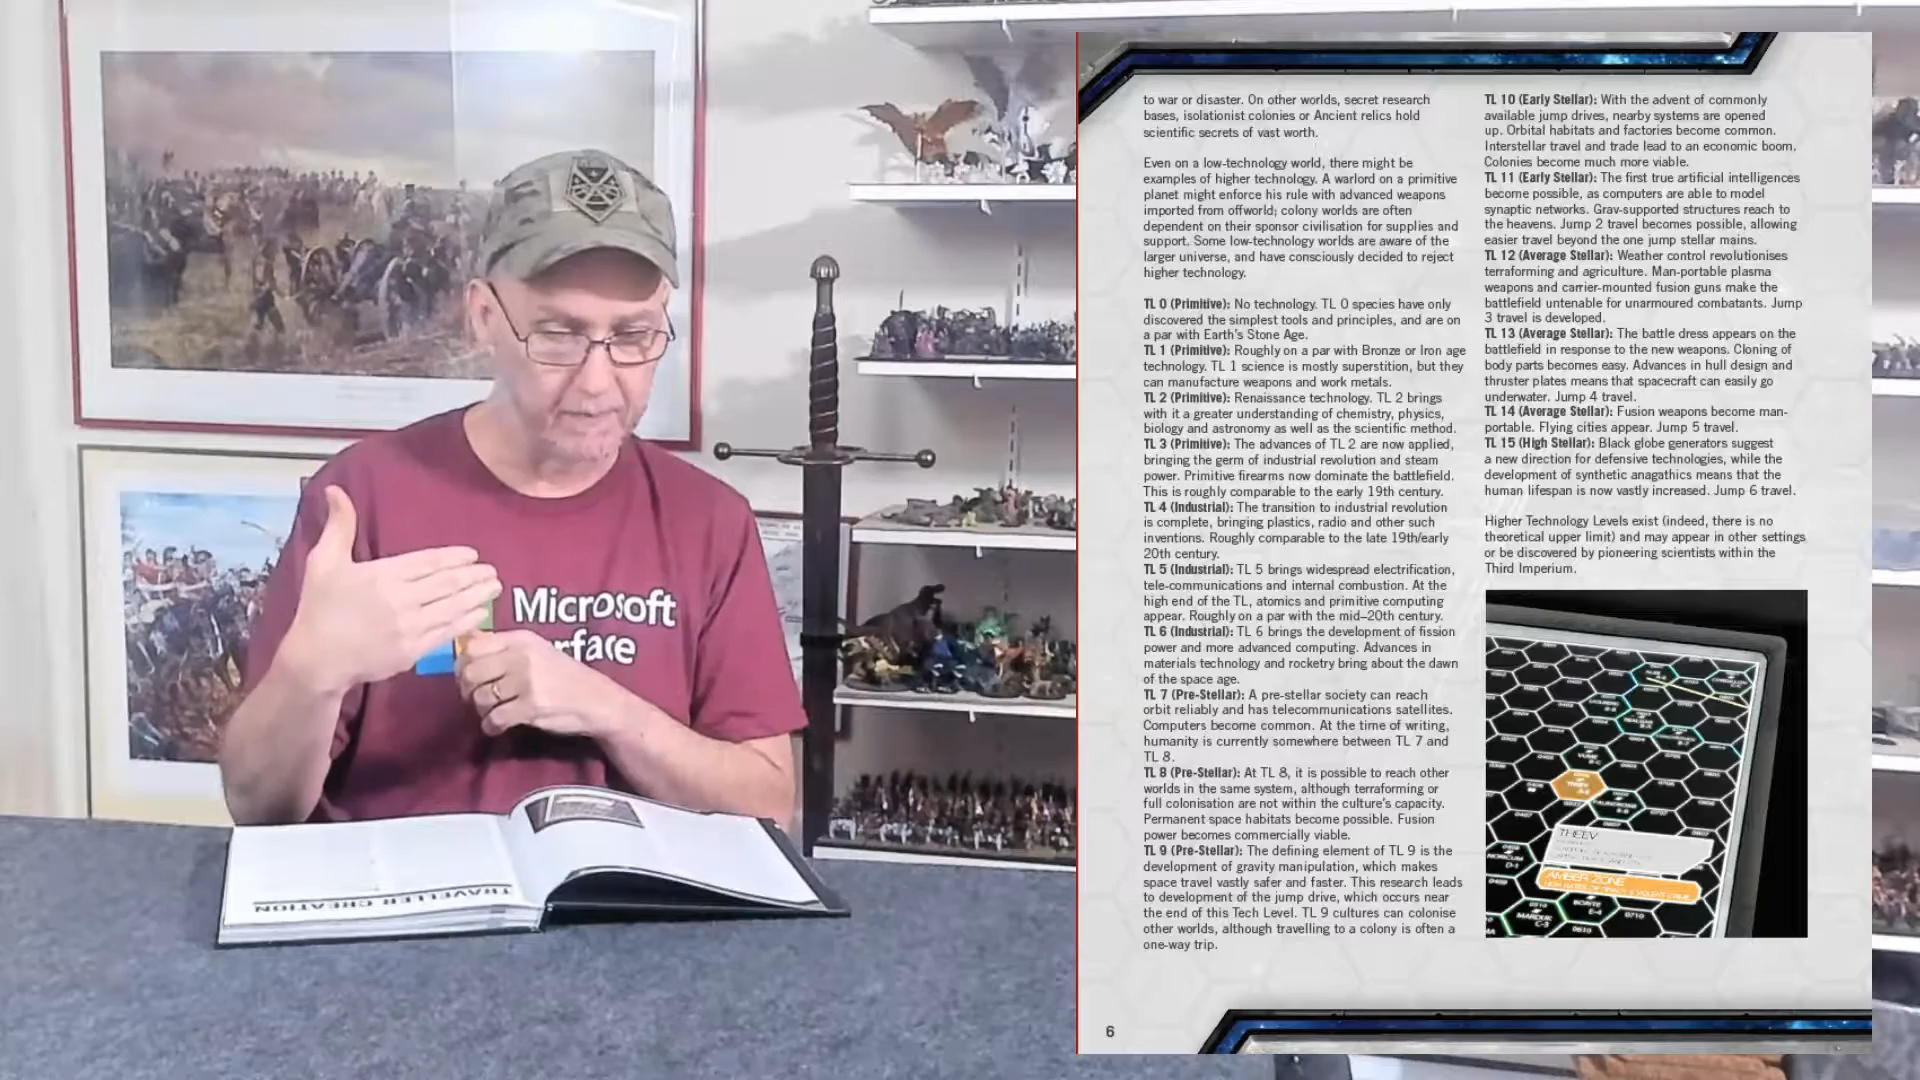 Microsoft
rface
TRAVELLER CREATION
to war or disaster. On other worlds, secret research
bases, isolationist colonies or Ancient relics hold
scientific secrets of vast worth.
Even on a low-technology world, there might be
examples of higher technology. A warlord on a primitive
planet might enforce his rule with advanced weapons
imported from offworld; colony worlds are often
dependent on their sponsor civilisation for supplies and
support. Some low-technology worlds are aware of the
larger universe, and have consciously decided to reject
higher technology.
TL 0 (Primitive): No technology. TL 0 species have only
discovered the simplest tools and principles, and are on
a par with Earth's Stone Age.
TL 1 (Primitive): Roughly on a par with Bronze or Iron age
technology. TL 1 science is mostly superstition, but they
can manufacture weapons and work metals.
TL 2 (Primitive): Renaissance technology. TL 2 brings
with it a greater understanding of chemistry, physics,
biology and astronomy as well as the scientific method.
TL 3 (Primitive): The advances of TL 2 are now applied,
bringing the germ of industrial revolution and steam
power. Primitive firearms now dominate the battlefield.
This is roughly comparable to the early 19th century.
TL 4 (Industrial): The transition to industrial revolution
is complete, bringing plastics, radio and other such
inventions. Roughly comparable to the late 19th/early
20th century.
TL 5 (Industrial): TL 5 brings widespread electrification,
tele-communications and internal combustion. At the
high end of the TL, atomics and primitive computing
appear. Roughly on a par with the mid–20th century.
TL 6 (Industrial): TL 6 brings the development of fission
power and more advanced computing. Advances in
materials technology and rocketry bring about the dawn
of the space age.
TL 7 (Pre-Stellar): A pre-stellar society can reach
orbit reliably and has telecommunications satellites.
Computers become common. At the time of writing,
humanity is currently somewhere between TL 7 and
TL 8.
TL 8 (Pre-Stellar): At TL 8, it is possible to reach other
worlds in the same system, although terraforming or
full colonisation are not within the culture's capacity.
Permanent space habitats become possible. Fusion
power becomes commercially viable.
TL 9 (Pre-Stellar): The defining element of TL 9 is the
development of gravity manipulation, which makes
space travel vastly safer and faster. This research leads
to development of the jump drive, which occurs near
the end of this Tech Level. TL 9 cultures can colonise
other worlds, although travelling to a colony is often a
one-way trip.
TL 10 (Early Stellar): With the advent of commonly
available jump drives, nearby systems are opened
up. Orbital habitats and factories become common.
Interstellar travel and trade lead to an economic boom.
Colonies become much more viable.
TL 11 (Early Stellar): The first true artificial intelligences
become possible, as computers are able to model
synaptic networks. Grav-supported structures reach to
the heavens. Jump 2 travel becomes possible, allowing
easier travel beyond the one jump stellar mains.
TL 12 (Average Stellar): Weather control revolutionises
terraforming and agriculture. Man-portable plasma
weapons and carrier-mounted fusion guns make the
battlefield untenable for unarmoured combatants. Jump
3 travel is developed.
TL 13 (Average Stellar): The battle dress appears on the
battlefield in response to the new weapons. Cloning of
body parts becomes easy. Advances in hull design and
thruster plates means that spacecraft can easily go
underwater. Jump 4 travel.
TL 14 (Average Stellar): Fusion weapons become man-
portable. Flying cities appear. Jump 5 travel.
TL 15 (High Stellar): Black globe generators suggest
a new direction for defensive technologies, while the
development of synthetic anagathics means that the
human lifespan is now vastly increased. Jump 6 travel.
Higher Technology Levels exist (indeed, there is no
theoretical upper limit) and may appear in other settings
or be discovered by pioneering scientists within the
Third Imperium.
THEEV
AMBER ZONE
NORICUM
D-1
BORITE
E-4
MARDUK
C-3
0710
0610
6